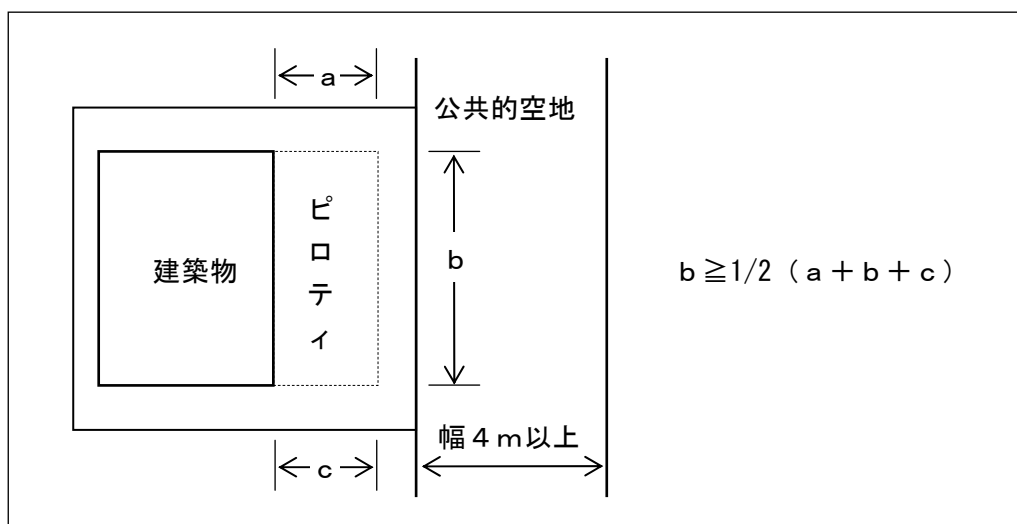 a
公共的空地
ピロティ
建築物
b
b≧1/2（a＋b＋c）
幅4m以上
c